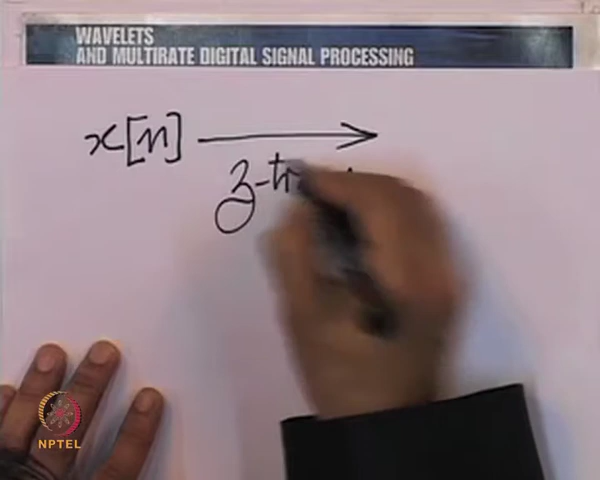 WAVELETS
AND MULTIRATE DIGITAL SIGNAL PROCESSING
x[n]
NPTEL